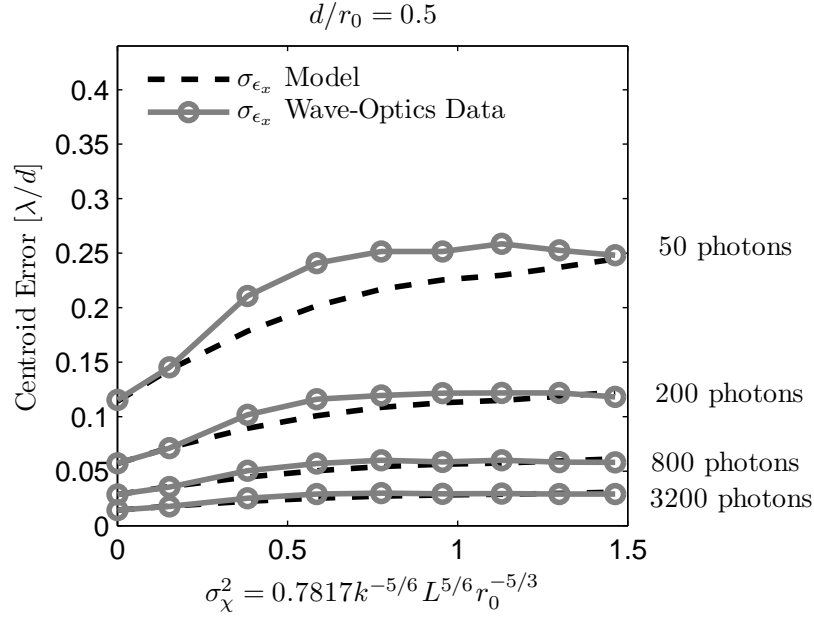 d/r₀ = 0.5
σ_{ϵ_x} Model
σ_{ϵ_x} Wave-Optics Data
Centroid Error [λ/d]
0.4
0.35
0.3
0.25
0.2
0.15
0.1
0.05
0
50 photons
200 photons
800 photons
3200 photons
0 0.5 1 1.5
σ_χ^2 = 0.7817k^{-5/6} L^{5/6} r_0^{-5/3}